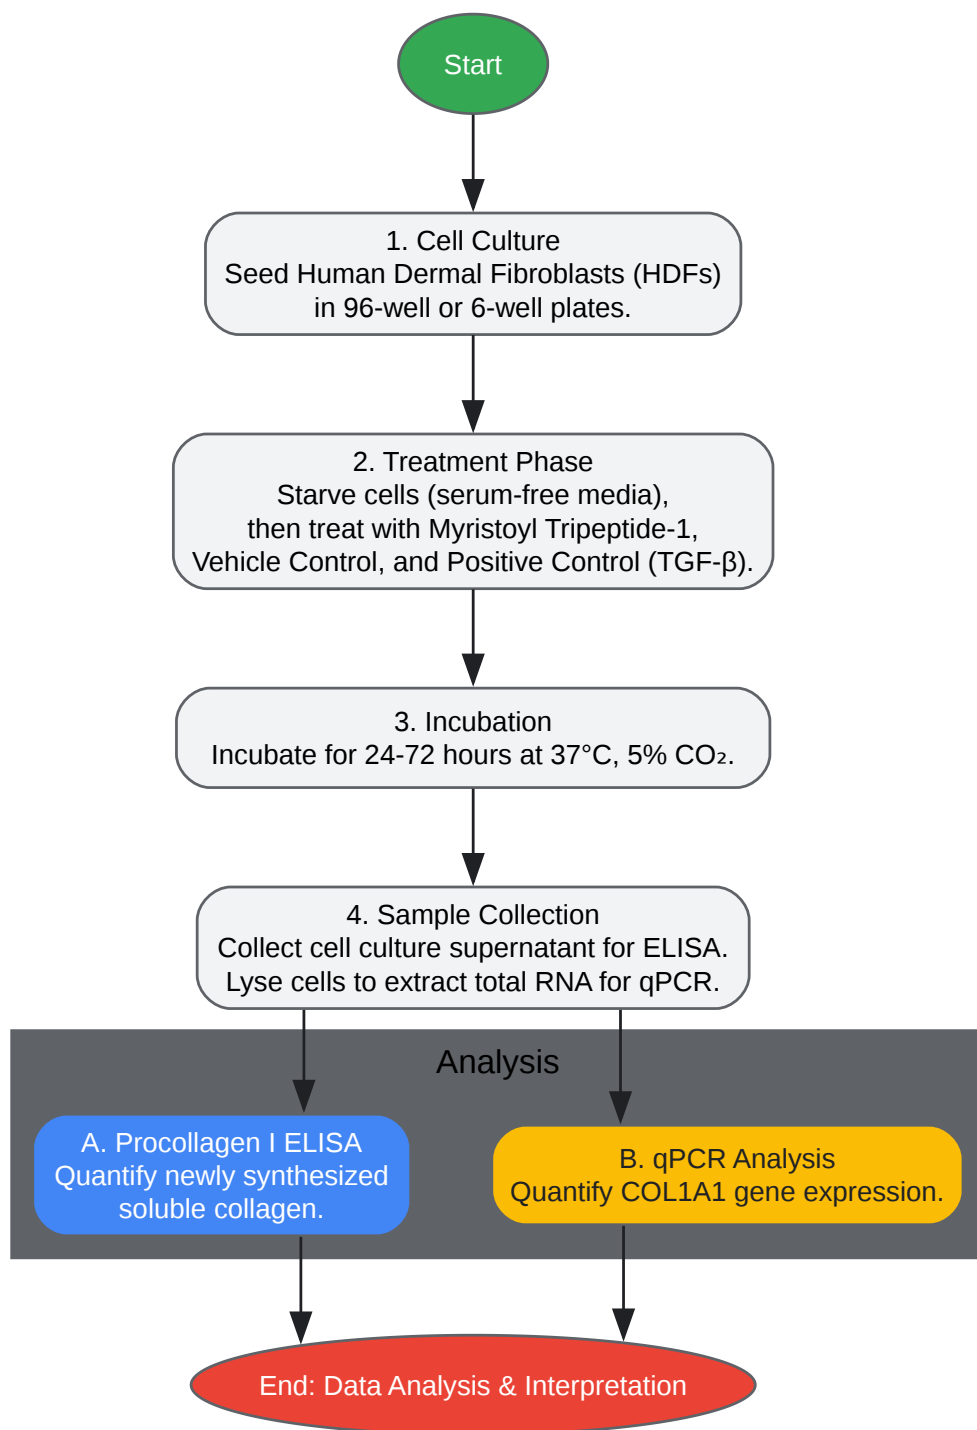 Start
1. Cell Culture
Seed Human Dermal Fibroblasts (HDFs)
in 96-well or 6-well plates.
2. Treatment Phase
Starve cells (serum-free media),
then treat with Myristoyl Tripeptide-1,
Vehicle Control, and Positive Control (TGF-β).
3. Incubation
Incubate for 24-72 hours at 37°C, 5% CO₂.
4. Sample Collection
Collect cell culture supernatant for ELISA.
Lyse cells to extract total RNA for qPCR.
Analysis
A. Procollagen I ELISA
Quantify newly synthesized
soluble collagen.
B. qPCR Analysis
Quantify COL1A1 gene expression.
End: Data Analysis & Interpretation